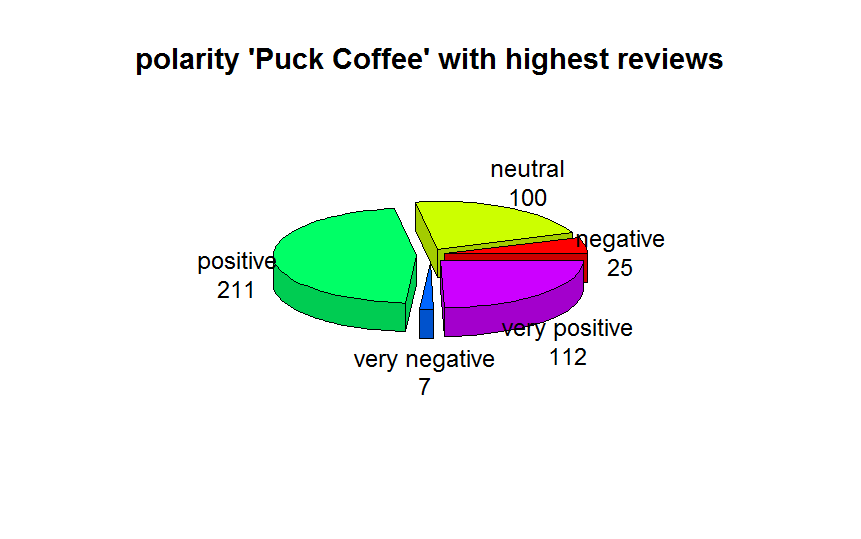 polarity 'Puck Coffee' with highest reviews
neutral
100
negative
25
positive
211
very positive
112
very negative
7